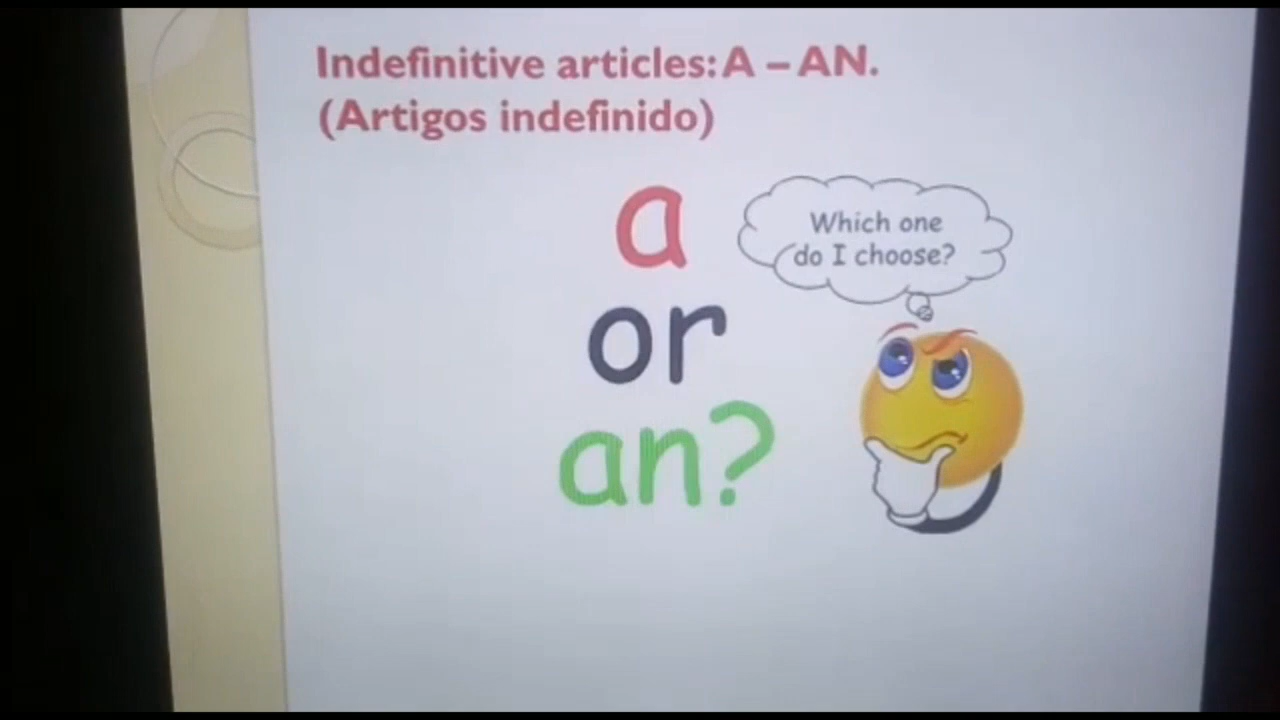 Indefinitive articles: A – AN.
(Artigos indefinido)
a
or
an?
Which one
do I choose?